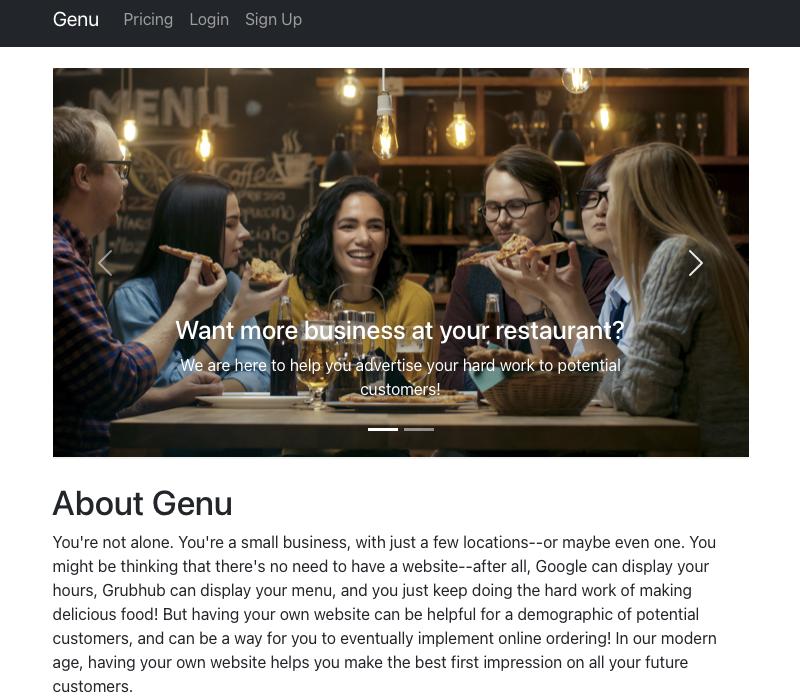 Genu Pricing Login Sign Up
MENU
Coffee
Want more business at your restaurant?
We are here to help you advertise your hard work to potential
customers!
About Genu
You're not alone. You're a small business, with just a few locations--or maybe even one. You
might be thinking that there's no need to have a website--after all, Google can display your
hours, Grubhub can display your menu, and you just keep doing the hard work of making
delicious food! But having your own website can be helpful for a demographic of potential
customers, and can be a way for you to eventually implement online ordering! In our modern
age, having your own website helps you make the best first impression on all your future
customers.